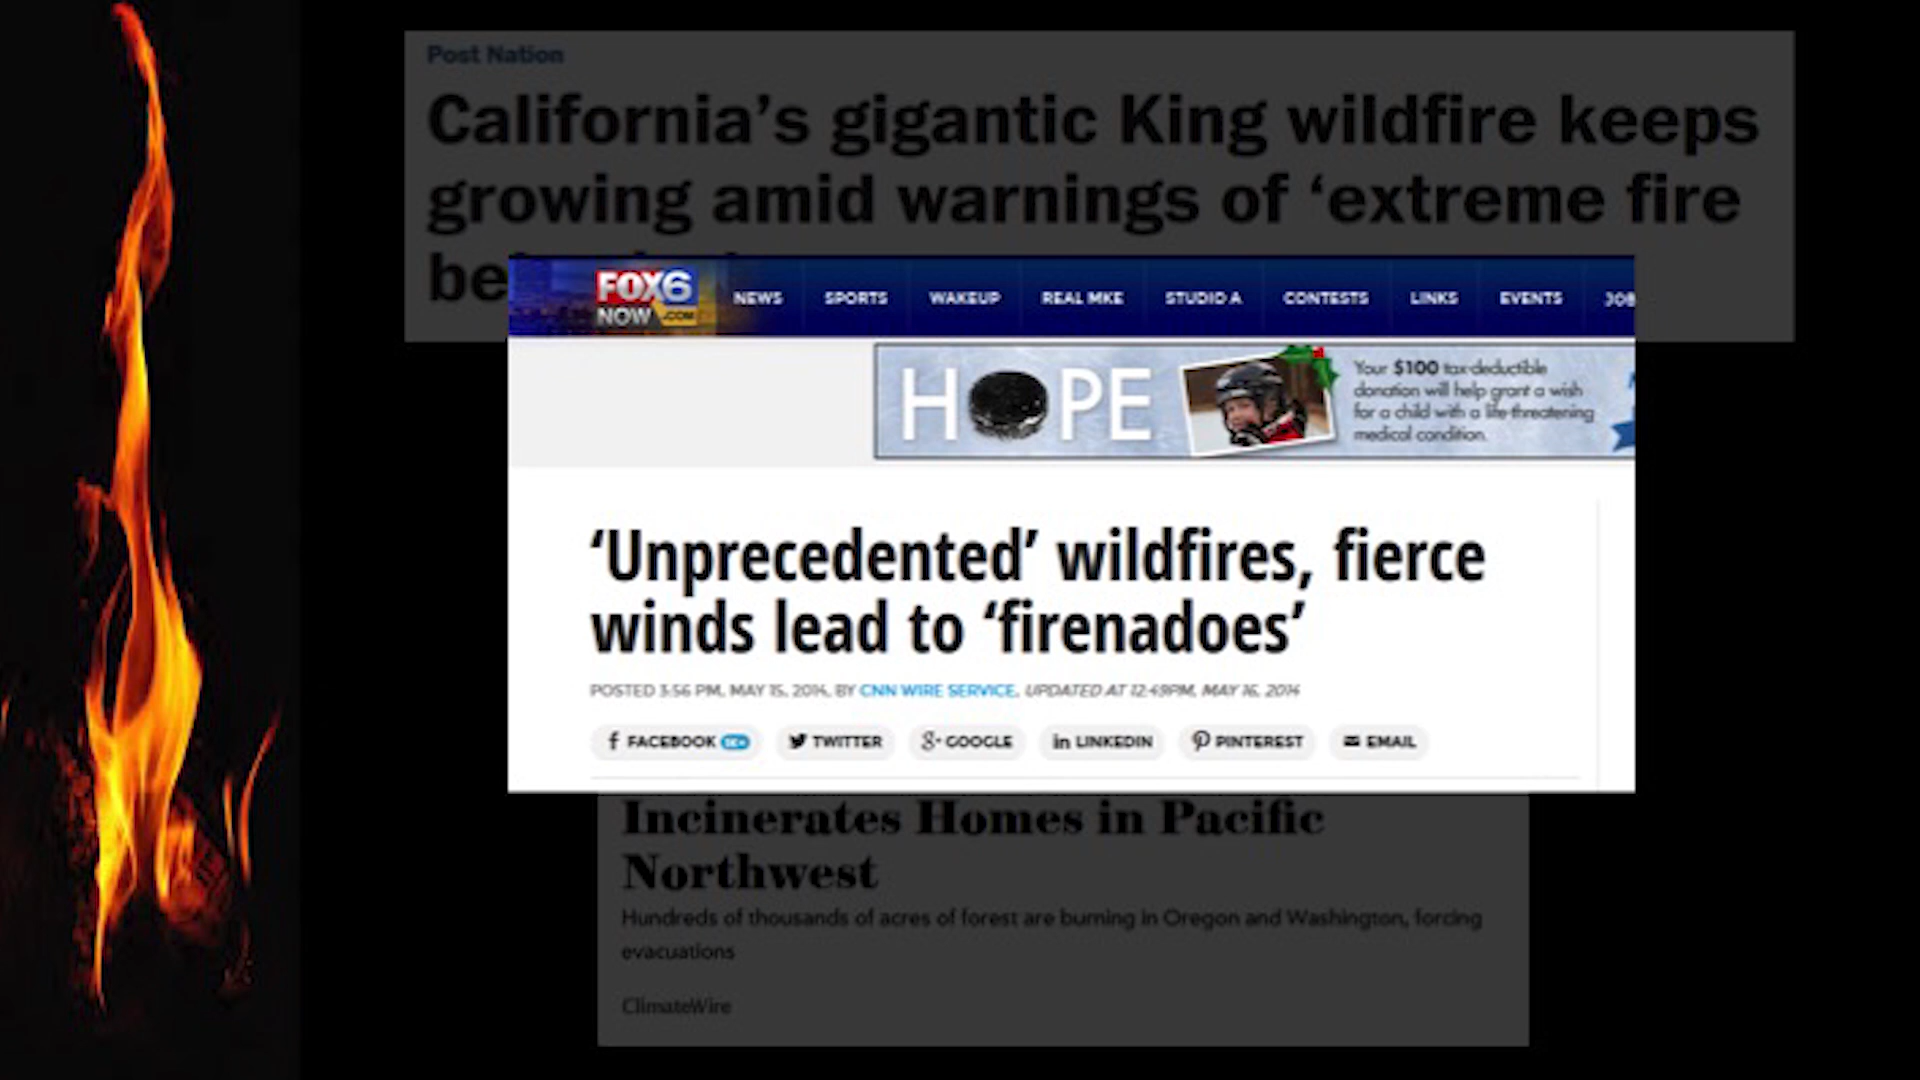 Post Nation
California’s gigantic King wildfire keeps
growing amid warnings of ‘extreme fire
FOX6
NOW .COM
NEWS SPORTS WAKEUP REAL MKE STUDIO A CONTESTS LINKS EVENTS
HOPE
Your $100 tax-deductible
donation will help grant a wish
for a child with a life-threatening
medical condition.
‘Unprecedented’ wildfires, fierce
winds lead to ‘firenadoes’
POSTED 3:56 PM, MAY 15, 2014, BY CNN WIRE SERVICE, UPDATED AT 12:49PM, MAY 16, 2014
FACEBOOK TWITTER GOOGLE LINKEDIN PINTEREST EMAIL
Incinerates Homes in Pacific
Northwest
Hundreds of thousands of acres of forest are burning in Oregon and Washington, forcing
evacuations
ClimateWire